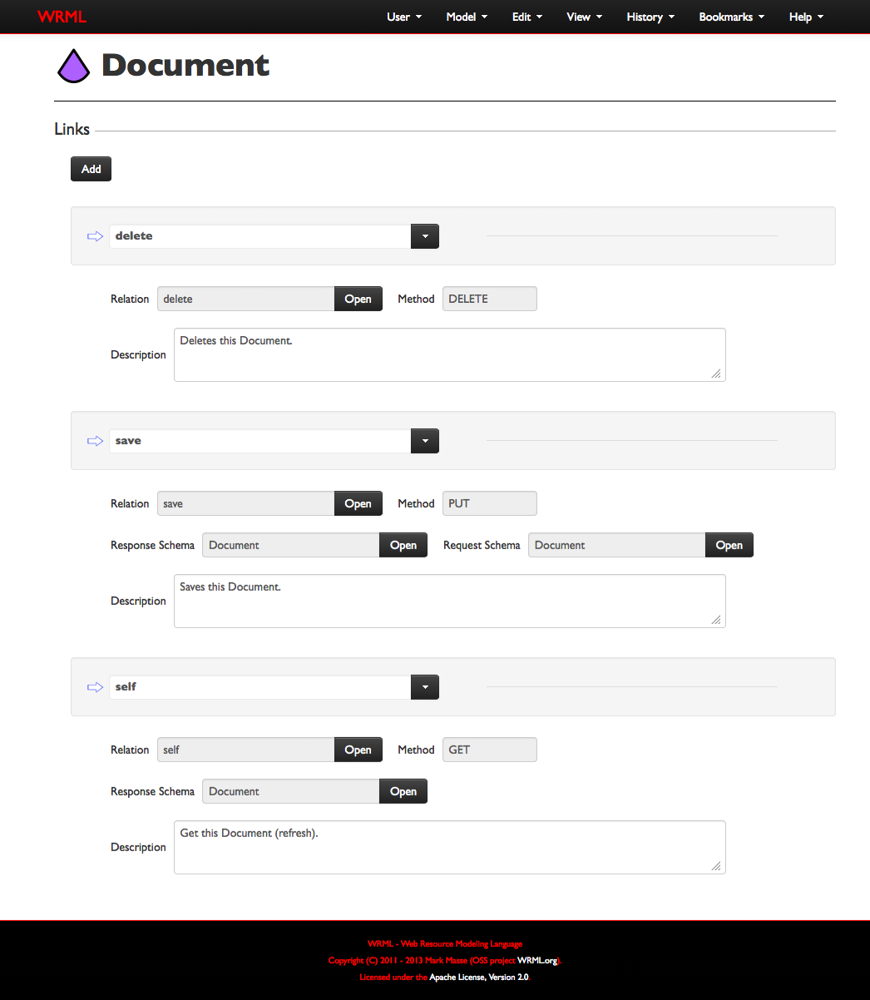 WRML User Model Edit View History Bookmarks Help
Document
Links
Add
delete
Relation delete Open Method DELETE
Description Deletes this Document.
save
Relation save Open Method PUT
Response Schema Document Open Request Schema Document Open
Description Saves this Document.
self
Relation self Open Method GET
Response Schema Document Open
Description Get this Document (refresh).
WRML - Web Resource Modeling Language
Copyright (C) 2011 - 2013 Mark Masse (OSS project WRML.org).
Licensed under the Apache License, Version 2.0.